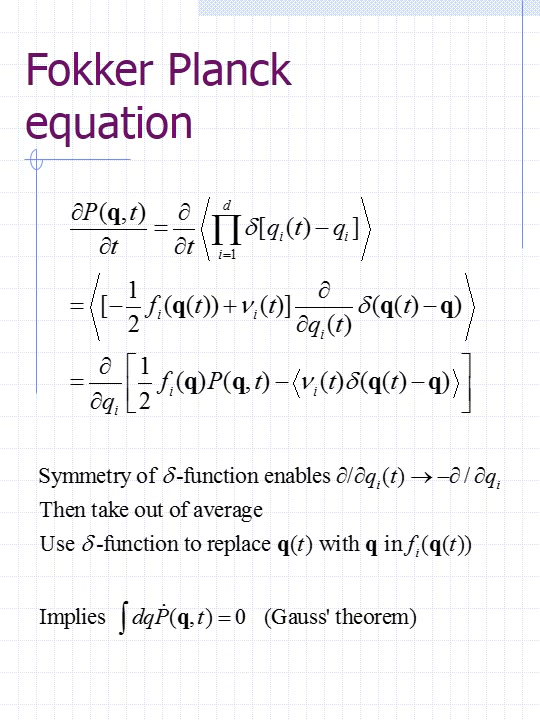 Fokker Planck
equation
∂P(𝐪,t)/∂t = ∂/∂t ⟨∏_{i=1}^{d} δ[q_i(t) − q_i]⟩
= ⟨[−1/2 f_i(𝐪(t)) + ν_i(t)] ∂/∂q_i(t) δ(𝐪(t) − 𝐪)⟩
= ∂/∂q_i [1/2 f_i(𝐪)P(𝐪,t) − ⟨ν_i(t)δ(𝐪(t) − 𝐪)⟩]
Symmetry of δ-function enables ∂/∂q_i(t) → −∂/∂q_i
Then take out of average
Use δ-function to replace 𝐪(t) with 𝐪 in f_i(𝐪(t))
Implies ∫dqṖ(𝐪,t) = 0 (Gauss' theorem)